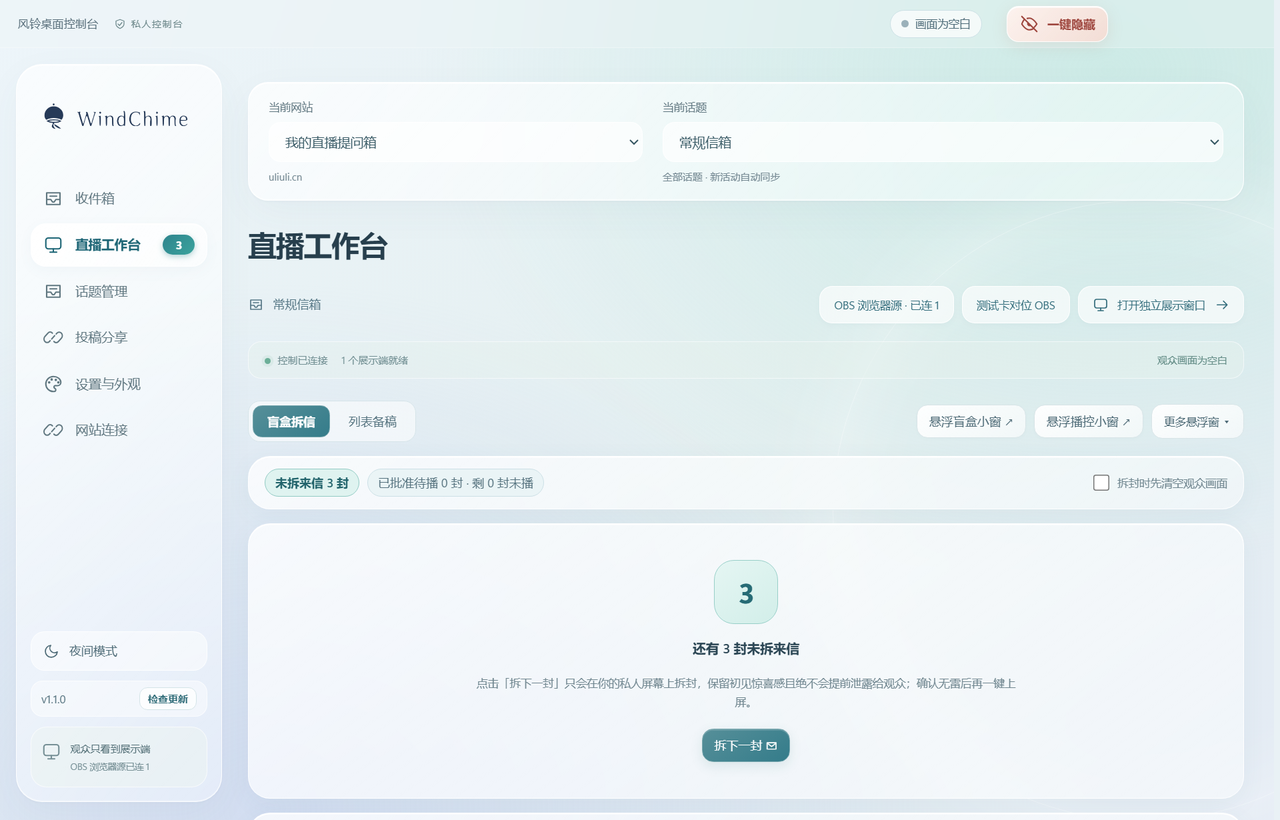 风铃桌面控制台
私人控制台
画面为空白
一键隐藏
WindChime
收件箱
直播工作台
3
话题管理
投稿分享
设置与外观
网站连接
夜间模式
v1.1.0
检查更新
观众只看到展示端
OBS 浏览器源已连 1
当前网站
我的直播提问箱
uliuli.cn
当前话题
常规信箱
全部话题 · 新活动自动同步
直播工作台
常规信箱
OBS 浏览器源 · 已连 1
测试卡对位 OBS
打开独立展示窗口 →
控制已连接
1 个展示端就绪
观众画面为空白
盲盒拆信
列表备稿
悬浮盲盒小窗 ↗
悬浮播控小窗 ↗
更多悬浮窗
未拆来信 3 封
已批准待播 0 封 · 剩 0 封未播
拆封时先清空观众画面
3
还有 3 封未拆来信
点击「拆下一封」只会在你的私人屏幕上拆封，保留初见惊喜感且绝不会提前泄露给观众；确认无雷后再一键上
屏。
拆下一封